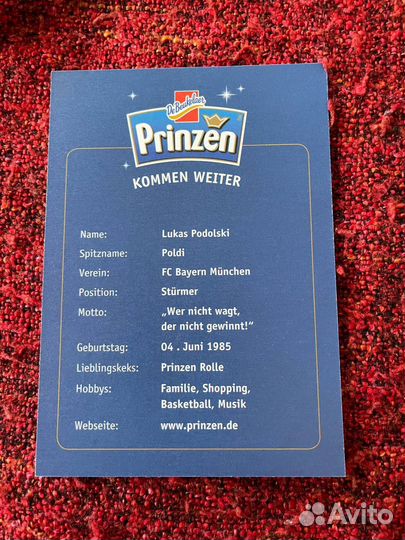 De Beukelaer
Prinzen
KOMMEN WEITER
Name: Lukas Podolski
Spitzname: Poldi
Verein: FC Bayern München
Position: Stürmer
Motto: „Wer nicht wagt,
der nicht gewinnt!“
Geburtstag: 04 . Juni 1985
Lieblingskeks: Prinzen Rolle
Hobbys: Familie, Shopping,
Basketball, Musik
Webseite: www.prinzen.de
Avito